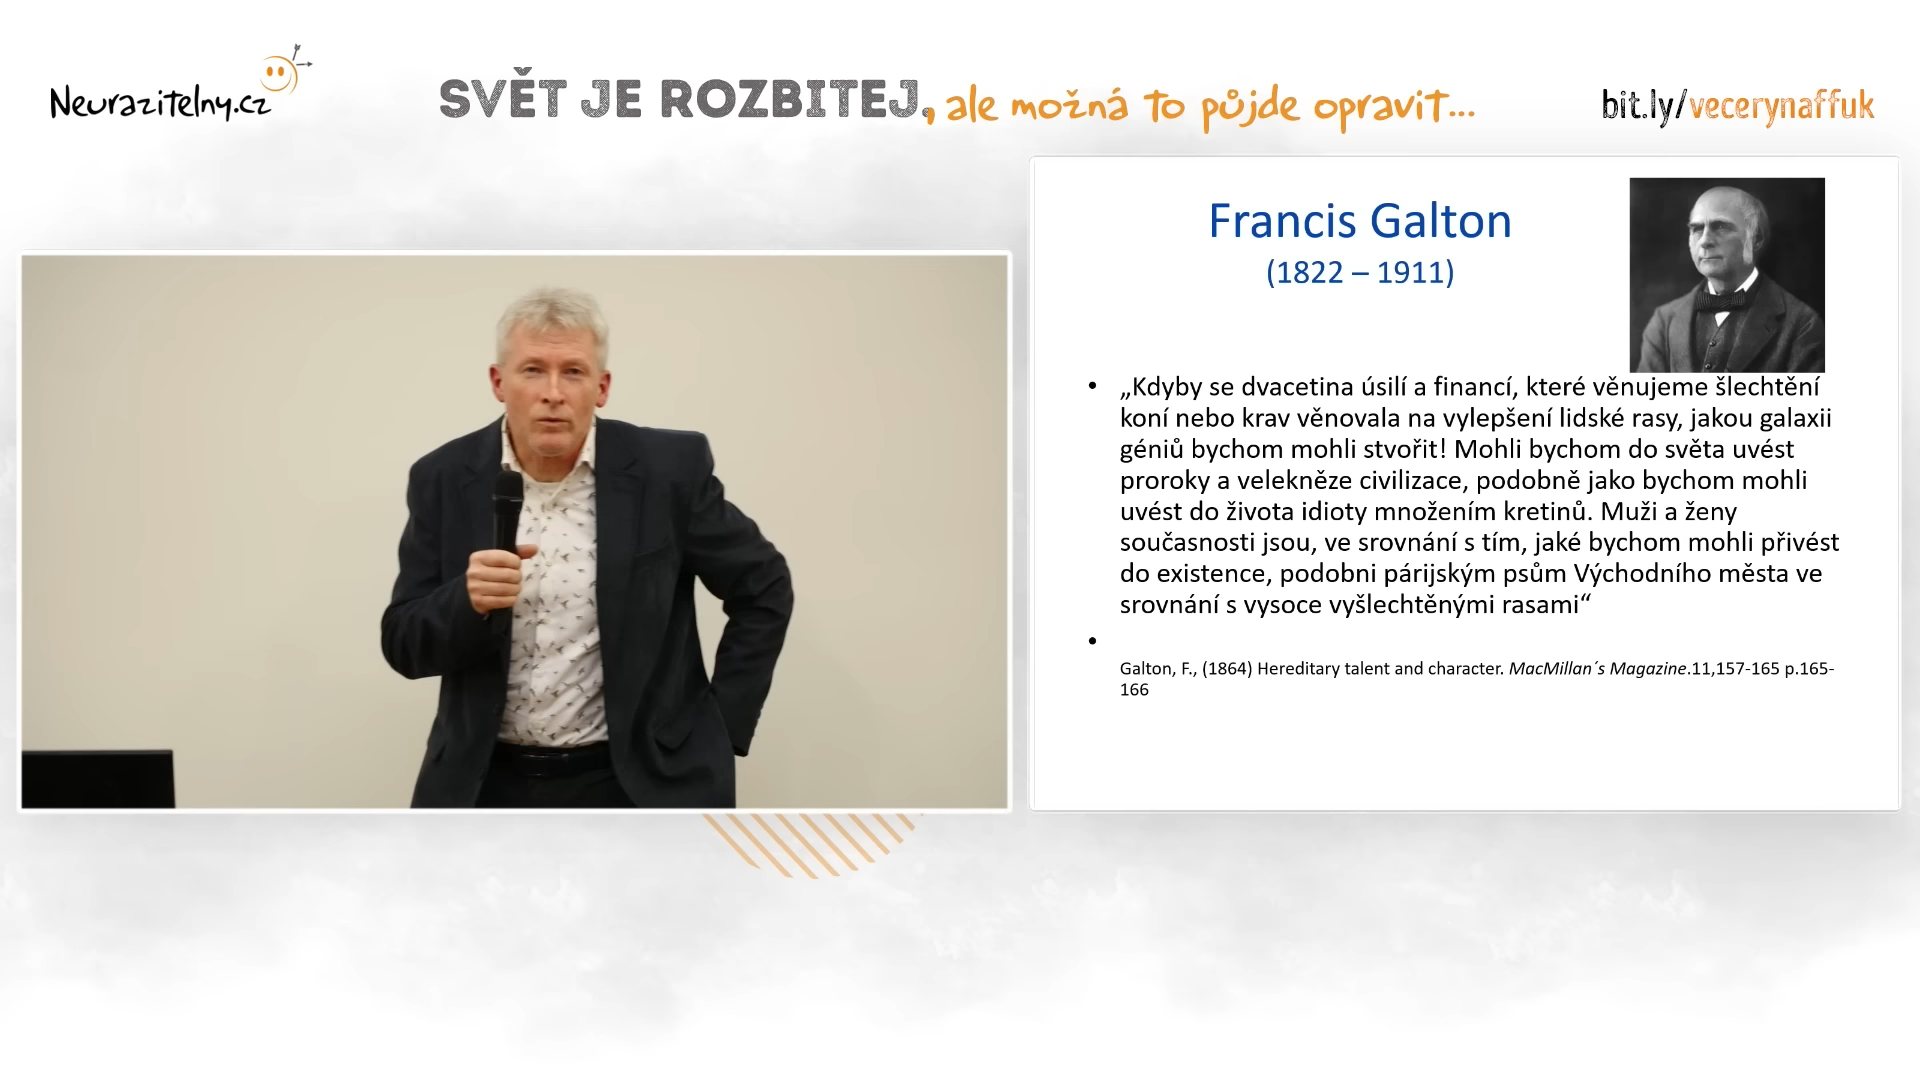 Neurazitelny.cz
SVĚT JE ROZBITEJ, ale možná to půjde opravit...
bit.ly/vecerynaffuk
Francis Galton
(1822 – 1911)
• „Kdyby se dvacetina úsilí a financí, které věnujeme šlechtění
koní nebo krav věnovala na vylepšení lidské rasy, jakou galaxii
géniů bychom mohli stvořit! Mohli bychom do světa uvést
proroky a velekněze civilizace, podobně jako bychom mohli
uvést do života idioty množením kretinů. Muži a ženy
současnosti jsou, ve srovnání s tím, jaké bychom mohli přivést
do existence, podobni párijským psům Východního města ve
srovnání s vysoce vyšlechtěnými rasami“
•
Galton, F., (1864) Hereditary talent and character. MacMillan´s Magazine.11,157-165 p.165-
166